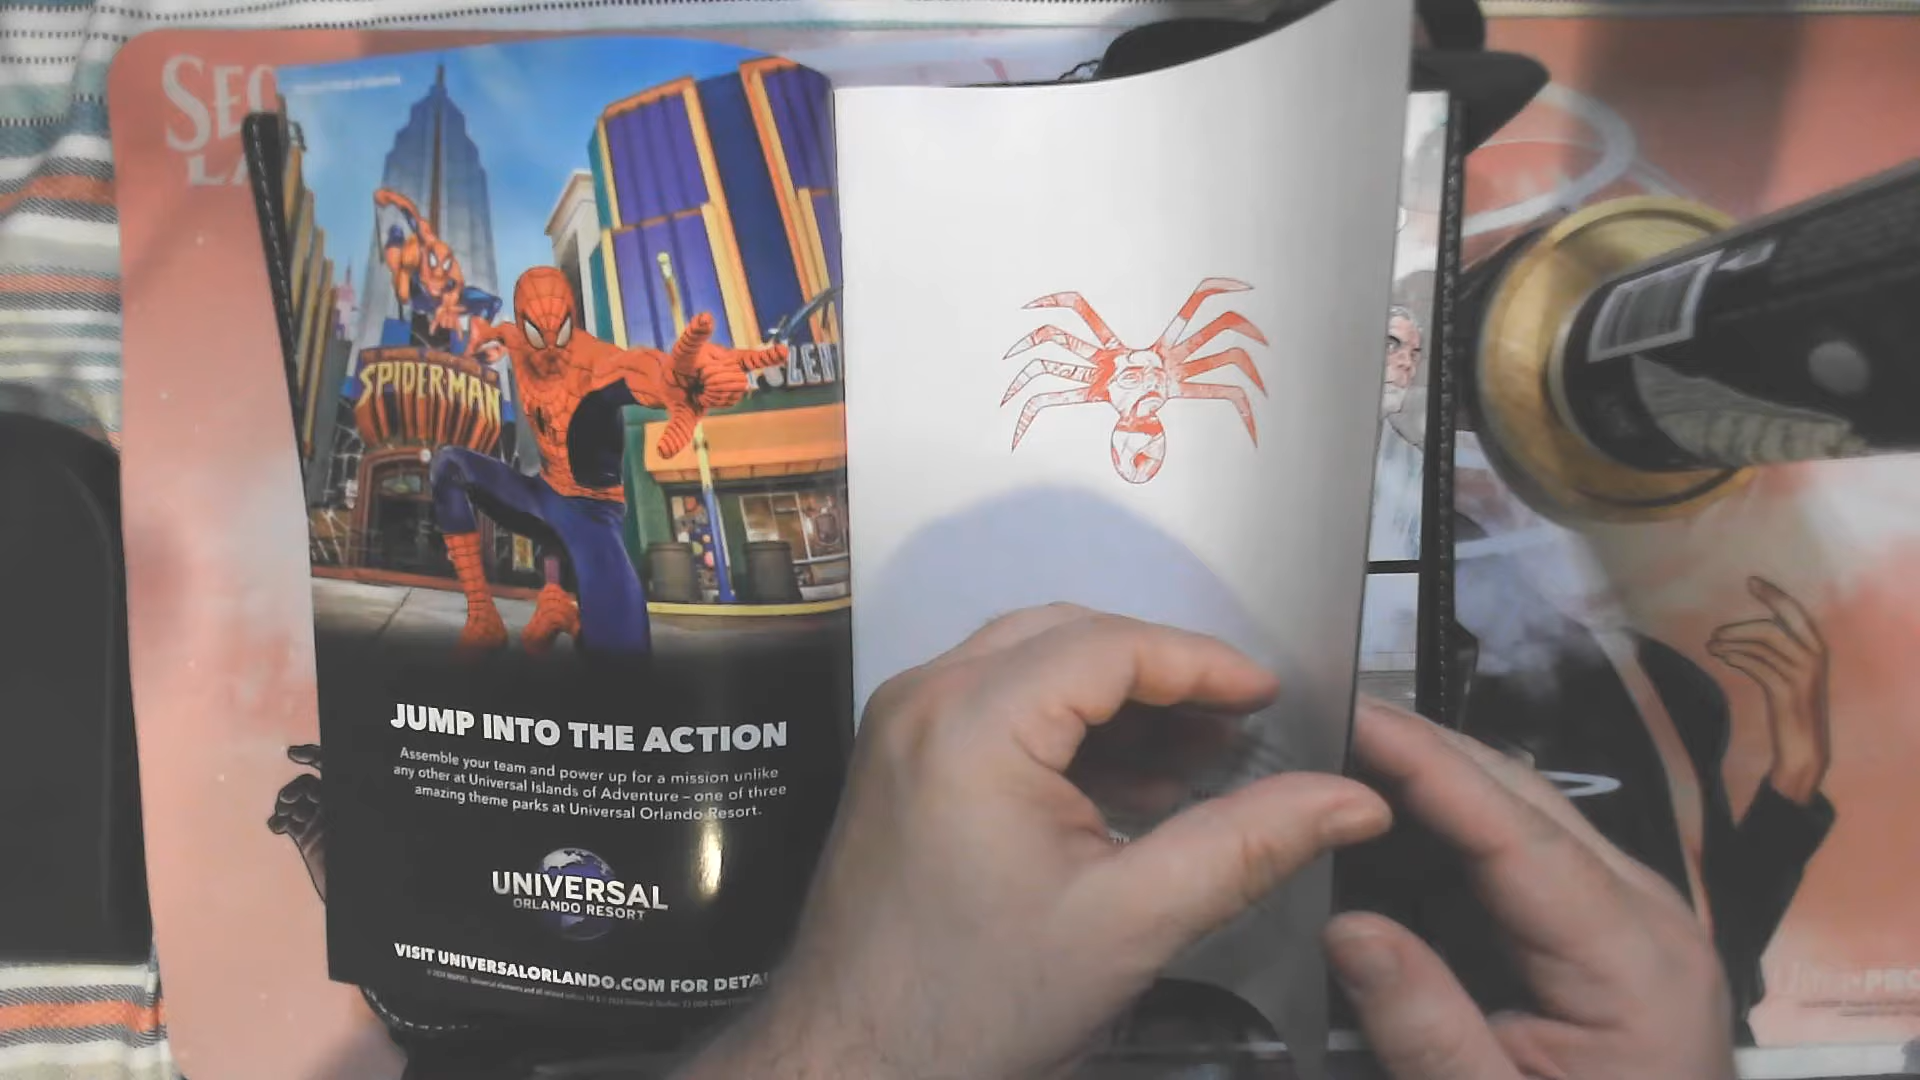 SEC
LA
SPIDER-MAN
JUMP INTO THE ACTION
Assemble your team and power up for a mission unlike
any other at Universal Islands of Adventure – one of three
amazing theme parks at Universal Orlando Resort.
UNIVERSAL
ORLANDO RESORT
VISIT UNIVERSALORLANDO.COM FOR DETA